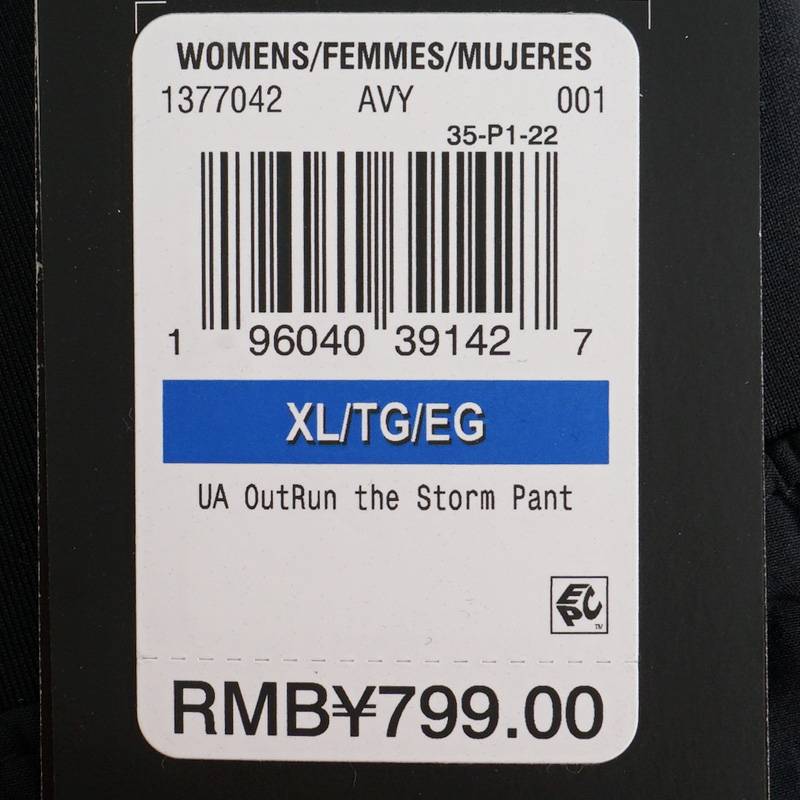 WOMENS/FEMMES/MUJERES
1377042 AVY 001
35-P1-22
1 96040 39142 7
XL/TG/EG
UA OutRun the Storm Pant
EPC
TM
RMB¥799.00